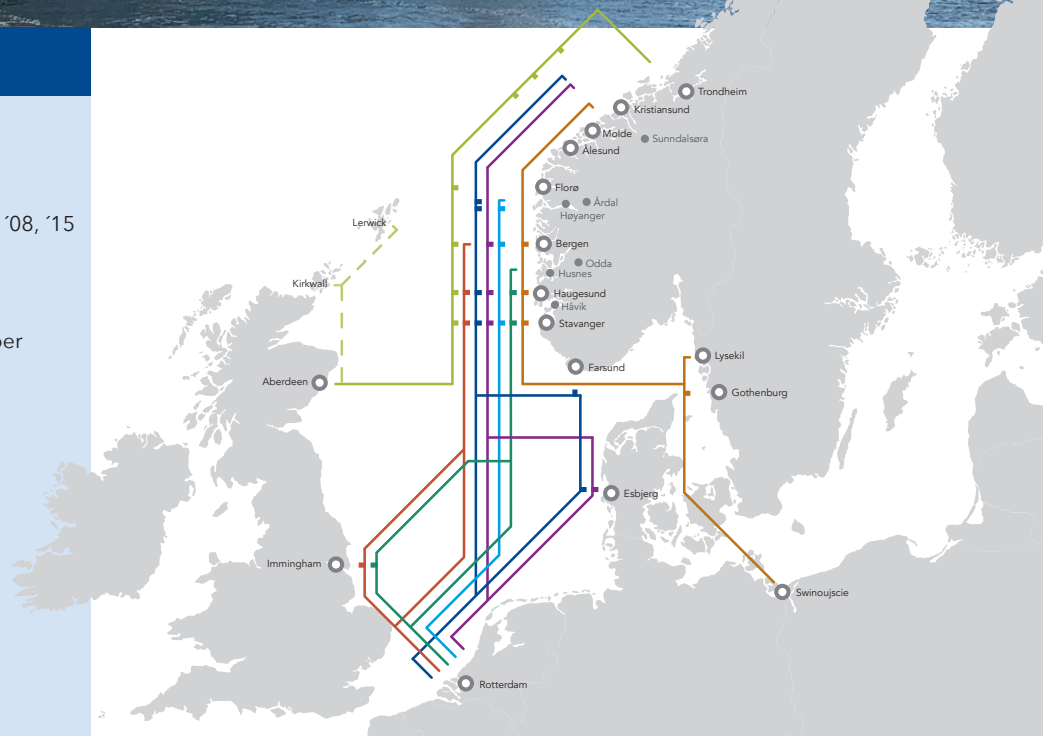 ´08, ´15
Trondheim
Kristiansund
Molde
Sunndalsøra
Ålesund
Florø
Årdal
Høyanger
Lerwick
Bergen
Odda
Husnes
Kirkwall
Haugesund
Håvik
Stavanger
Lysekil
Farsund
Aberdeen
Gothenburg
Esbjerg
Immingham
Swinoujscie
Rotterdam